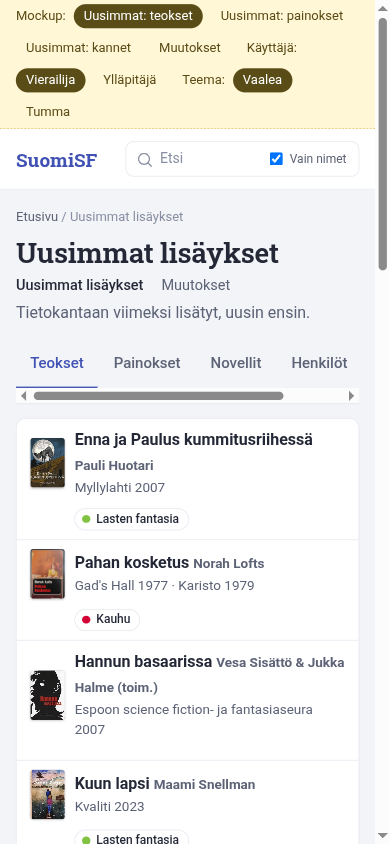 Mockup: Uusimmat: teokset Uusimmat: painokset
Uusimmat: kannet Muutokset Käyttäjä:
Vierailija Ylläpitäjä Teema: Vaalea
Tumma
SuomiSF Etsi Vain nimet
Etusivu / Uusimmat lisäykset
Uusimmat lisäykset
Uusimmat lisäykset Muutokset
Tietokantaan viimeksi lisätyt, uusin ensin.
Teokset Painokset Novellit Henkilöt
Enna ja Paulus kummitusriihessä
Pauli Huotari
Myllylahti 2007
Lasten fantasia
Pahan kosketus Norah Lofts
Gad's Hall 1977 · Karisto 1979
Kauhu
Hannun basaarissa Vesa Sisättö & Jukka
Halme (toim.)
Espoon science fiction- ja fantasiaseura
2007
Kuun lapsi Maami Snellman
Kvaliti 2023
Lasten fantasia